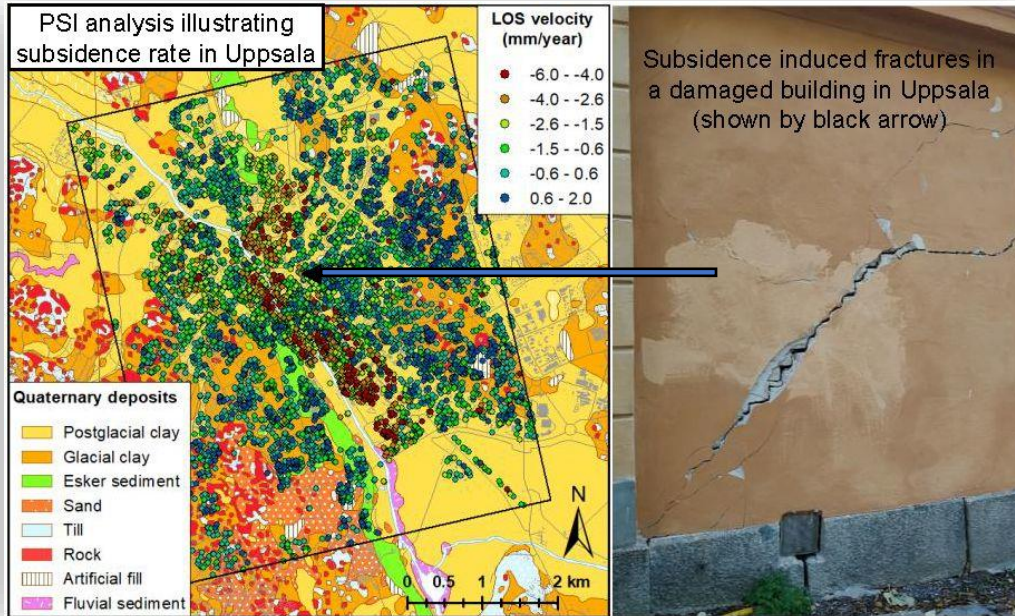 PSI analysis illustrating
subsidence rate in Uppsala
LOS velocity
(mm/year)
-6.0 - -4.0
-4.0 - -2.6
-2.6 - -1.5
-1.5 - -0.6
-0.6 - 0.6
0.6 - 2.0
Quaternary deposits
Postglacial clay
Glacial clay
Esker sediment
Sand
Till
Rock
Artificial fill
Fluvial sediment
N
0 0.5 1 2 km
Subsidence induced fractures in
a damaged building in Uppsala
(shown by black arrow)